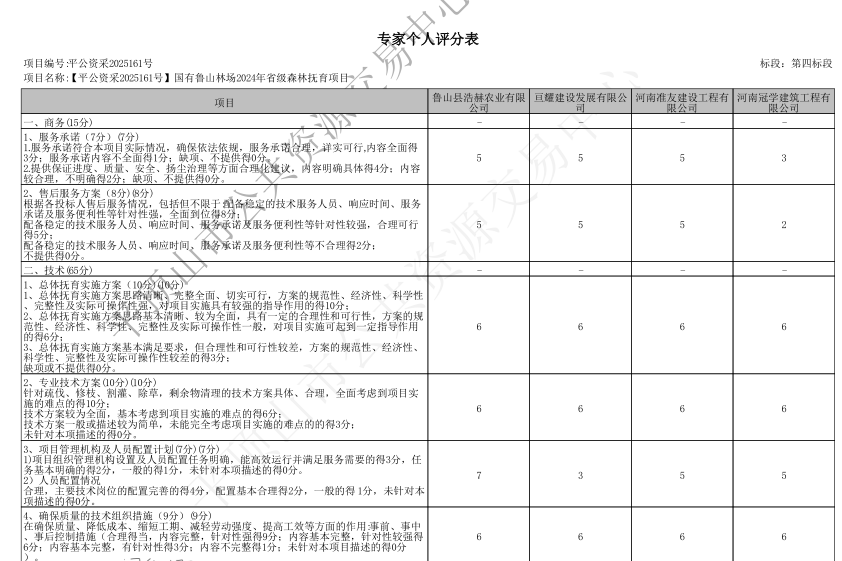 专家个人评分表
项目编号:平公资采2025161号
标段: 第四标段
项目名称:【平公资采2025161号】国有鲁山林场2024年省级森林抚育项目
项目 鲁山县浩赫农业有限公司 亘耀建设发展有限公司 河南准友建设工程有限公司 河南冠学建筑工程有限公司
一、商务(15分) – – – –
1、服务承诺(7分)(7分)
1.服务承诺符合本项目实际情况，确保依法依规，服务承诺合理，详实可行,内容全面得
3分；服务承诺内容不全面得1分；缺项、不提供得0分。
2.提供保证进度、质量、安全、扬尘治理等方面合理化建议，内容明确具体得4分；内容
较合理，不明确得2分；缺项、不提供得0分。
5 5 5 3
2、售后服务方案（8分)(8分)
根据各投标人售后服务情况，包括但不限于:配备稳定的技术服务人员、响应时间、服务
承诺及服务便利性等针对性强，全面到位得8分；
配备稳定的技术服务人员、响应时间、服务承诺及服务便利性等针对性较强，合理可行
得5分；
配备稳定的技术服务人员、响应时间、服务承诺及服务便利性等不合理得2分；
不提供得0分。
5 5 5 2
二、技术(65分) – – – –
1、总体抚育实施方案（10分)(10分)
1、总体抚育实施方案思路清晰、完整全面、切实可行，方案的规范性、经济性、科学性
、完整性及实际可操作性强，对项目实施具有较强的指导作用的得10分；
2、总体抚育实施方案思路基本清晰、较为全面，具有一定的合理性和可行性，方案的规
范性、经济性、科学性、完整性及实际可操作性一般，对项目实施可起到一定指导作用
的得6分；
3、总体抚育实施方案基本满足要求，但合理性和可行性较差，方案的规范性、经济性、
科学性、完整性及实际可操作性较差的得3分；
缺项或不提供得0分。
6 6 6 6
2、专业技术方案(10分)(10分)
针对疏伐、修枝、割灌、除草，剩余物清理的技术方案具体、合理，全面考虑到项目实
施的难点的得10分；
技术方案较为全面，基本考虑到项目实施的难点的得6分；
技术方案一般或描述较为简单，未能完全考虑项目实施的难点的的得3分；
未针对本项描述的得0分。
6 6 6 6
3、项目管理机构及人员配置计划(7分)(7分)
1)项目组织管理机构设置及人员配置任务明确，能高效运行并满足服务需要的得3分，任
务基本明确的得2分，一般的得1分，未针对本项描述的得0分。
2）人员配置情况
合理，主要技术岗位的配置完善的得4分，配置基本合理得2分，一般的得1分，未针对本
项描述的得0分。
7 3 5 5
4、确保质量的技术组织措施（9分）(9分)
在确保质量、降低成本、缩短工期、减轻劳动强度、提高工效等方面的作用:事前、事中
、事后控制措施（合理得当，内容完整，针对性强得9分；内容基本完整，针对性较强得
6分；内容基本完整，有针对性得3分；内容不完整得1分；未针对本项目描述的得0分
）。
6 6 6 6
平顶山市公共资源交易中心
平顶山市公共资源交易中心